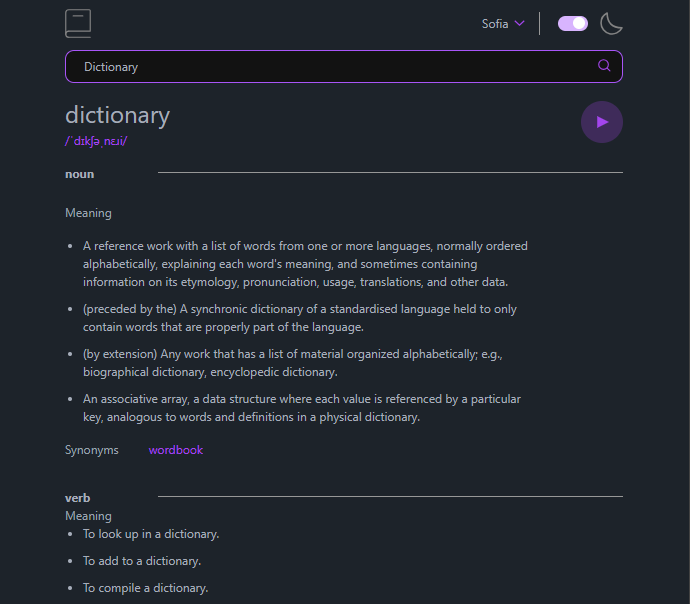 Sofia
Dictionary
dictionary
/ˈdɪkʃəˌnɛɹi/
noun
Meaning
A reference work with a list of words from one or more languages, normally ordered
alphabetically, explaining each word's meaning, and sometimes containing
information on its etymology, pronunciation, usage, translations, and other data.
(preceded by the) A synchronic dictionary of a standardised language held to only
contain words that are properly part of the language.
(by extension) Any work that has a list of material organized alphabetically; e.g.,
biographical dictionary, encyclopedic dictionary.
An associative array, a data structure where each value is referenced by a particular
key, analogous to words and definitions in a physical dictionary.
Synonyms wordbook
verb
Meaning
To look up in a dictionary.
To add to a dictionary.
To compile a dictionary.